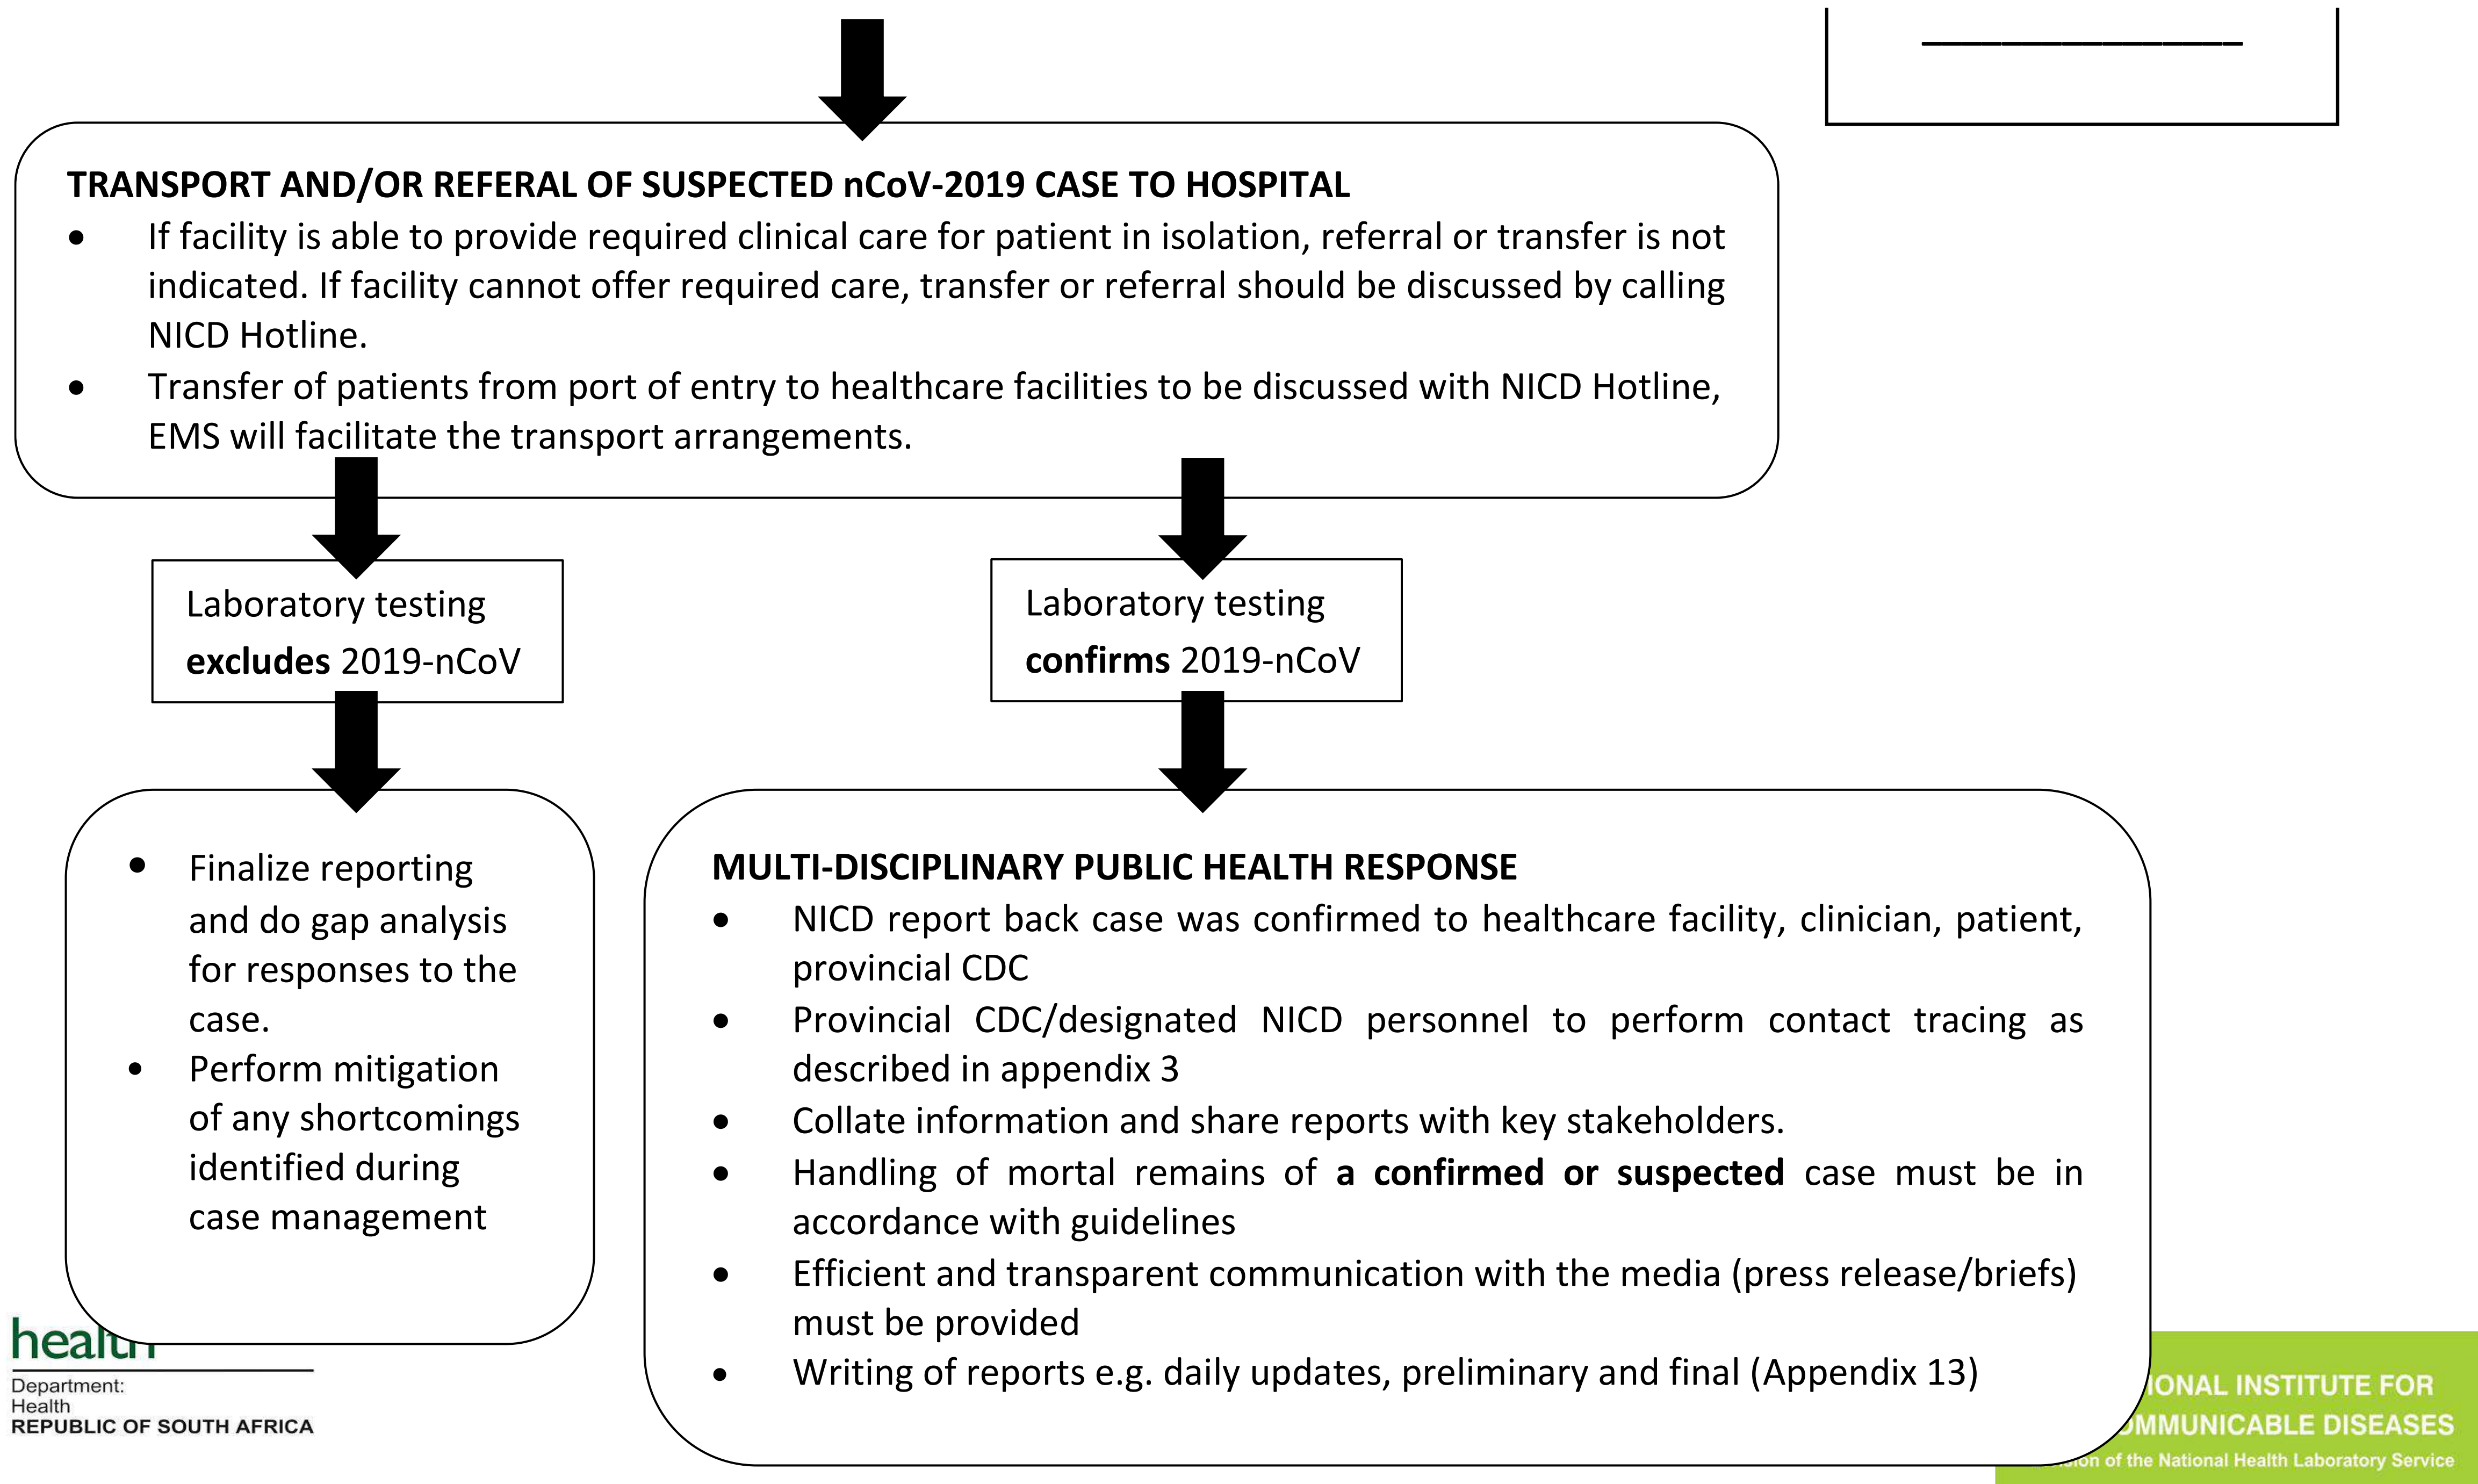 TRANSPORT AND/OR REFERAL OF SUSPECTED nCoV-2019 CASE TO HOSPITAL
• If facility is able to provide required clinical care for patient in isolation, referral or transfer is not
indicated. If facility cannot offer required care, transfer or referral should be discussed by calling
NICD Hotline.
• Transfer of patients from port of entry to healthcare facilities to be discussed with NICD Hotline,
EMS will facilitate the transport arrangements.
Laboratory testing
excludes 2019-nCoV
Laboratory testing
confirms 2019-nCoV
• Finalize reporting
and do gap analysis
for responses to the
case.
• Perform mitigation
of any shortcomings
identified during
case management
MULTI-DISCIPLINARY PUBLIC HEALTH RESPONSE
• NICD report back case was confirmed to healthcare facility, clinician, patient,
provincial CDC
• Provincial CDC/designated NICD personnel to perform contact tracing as
described in appendix 3
• Collate information and share reports with key stakeholders.
• Handling of mortal remains of a confirmed or suspected case must be in
accordance with guidelines
• Efficient and transparent communication with the media (press release/briefs)
must be provided
• Writing of reports e.g. daily updates, preliminary and final (Appendix 13)
health
Department:
Health
REPUBLIC OF SOUTH AFRICA
INSTITUTE FOR
DISEASES
of the National Health Laboratory Service